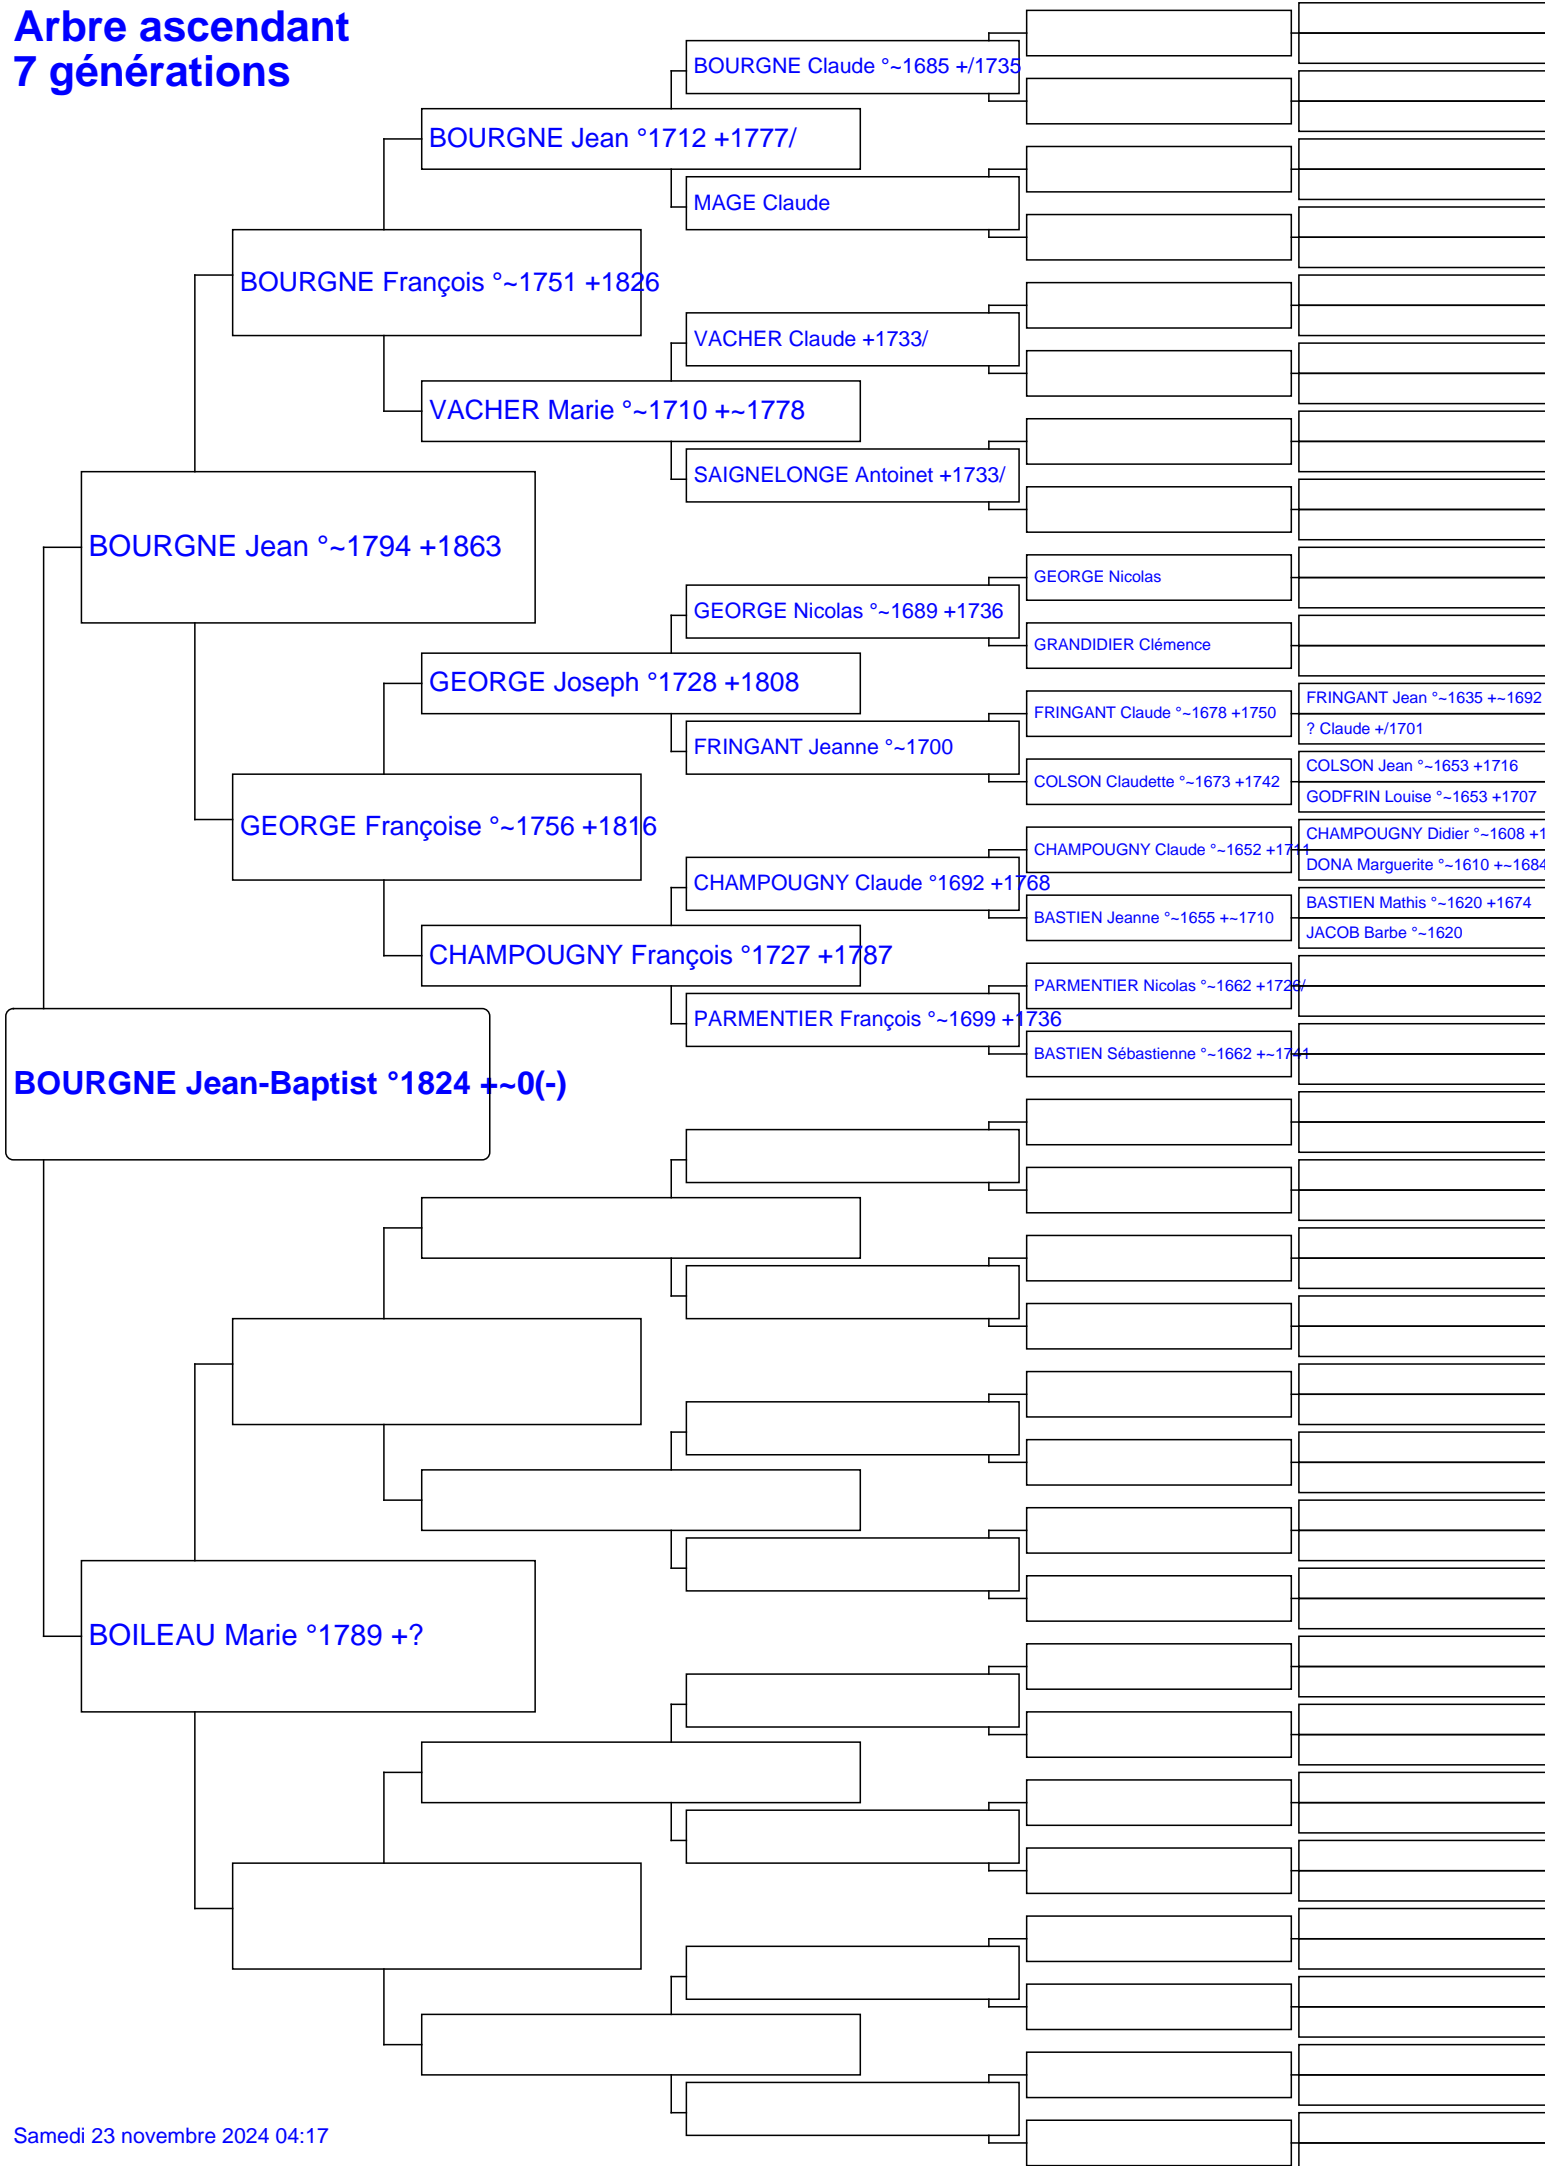 Arbre ascendant
7 générations
BOURGNE Claude °~1685 +/1735
BOURGNE Jean °1712 +1777/
MAGE Claude
BOURGNE François °~1751 +1826
VACHER Claude +1733/
VACHER Marie °~1710 +~1778
SAIGNELONGE Antoinet +1733/
BOURGNE Jean °~1794 +1863
GEORGE Nicolas
GEORGE Nicolas °~1689 +1736
GRANDIDIER Clémence
GEORGE Joseph °1728 +1808
FRINGANT Jean °~1635 +~1692
FRINGANT Claude °~1678 +1750
? Claude +/1701
FRINGANT Jeanne °~1700
COLSON Jean °~1653 +1716
COLSON Claudette °~1673 +1742
GODFRIN Louise °~1653 +1707
GEORGE Françoise °~1756 +1816
CHAMPOUGNY Didier °~1608 +1
CHAMPOUGNY Claude °~1652 +1711
DONA Marguerite °~1610 +~1684
CHAMPOUGNY Claude °1692 +1768
BASTIEN Mathis °~1620 +1674
BASTIEN Jeanne °~1655 +~1710
JACOB Barbe °~1620
CHAMPOUGNY François °1727 +1787
PARMENTIER Nicolas °~1662 +1726/
PARMENTIER François °~1699 +1736
BASTIEN Sébastienne °~1662 +~1741
BOURGNE Jean-Baptist °1824 +~0(-)
BOILEAU Marie °1789 +?
Samedi 23 novembre 2024 04:17